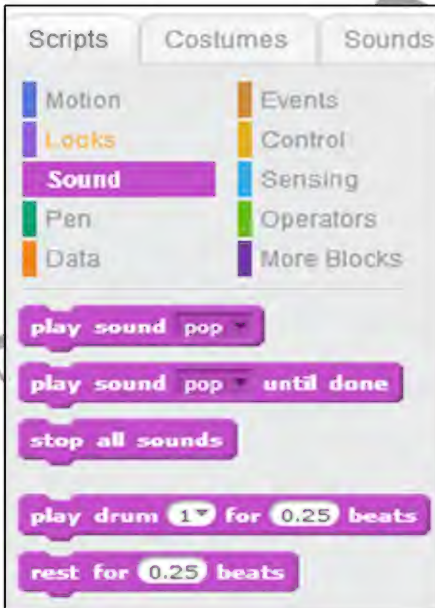 Scripts Costumes Sounds
Motion Events
Looks Control
Sound Sensing
Pen Operators
Data More Blocks
play sound pop
play sound pop until done
stop all sounds
play drum 1 for 0.25 beats
rest for 0.25 beats